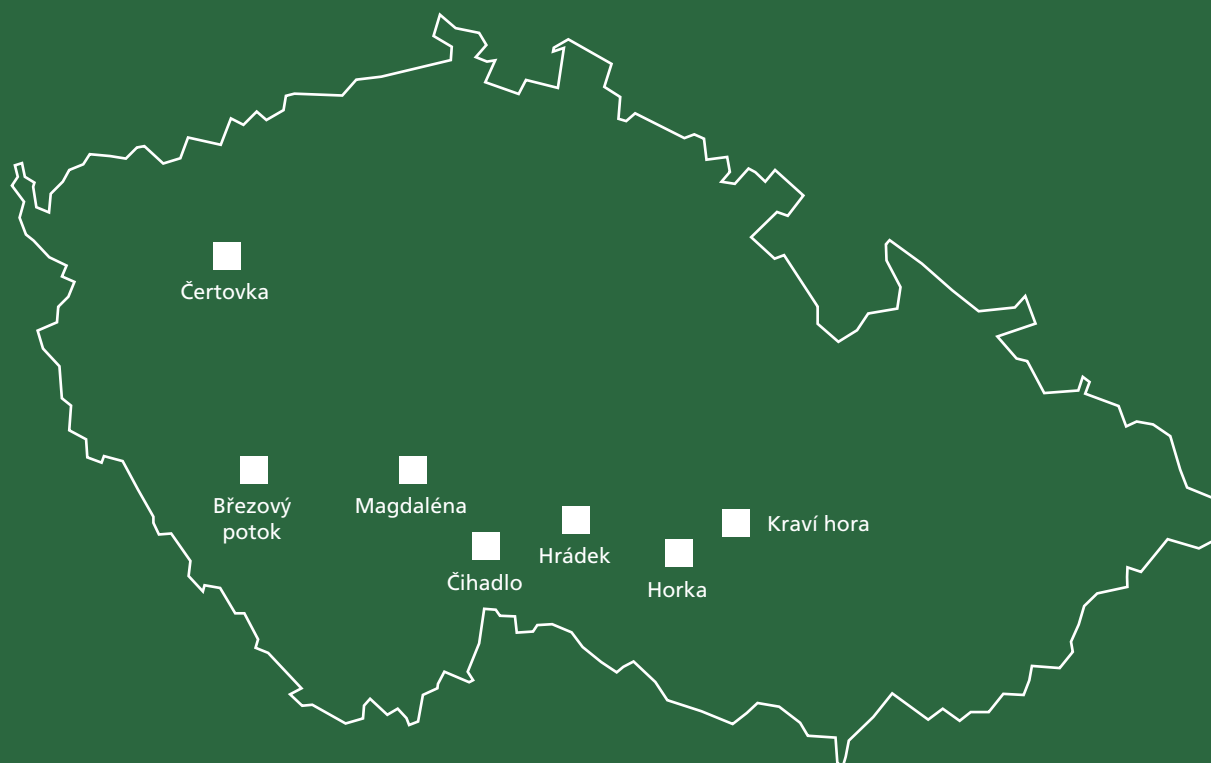 Čertovka
Březový
potok
Magdaléna
Čihadlo
Hrádek
Horka
Kraví hora